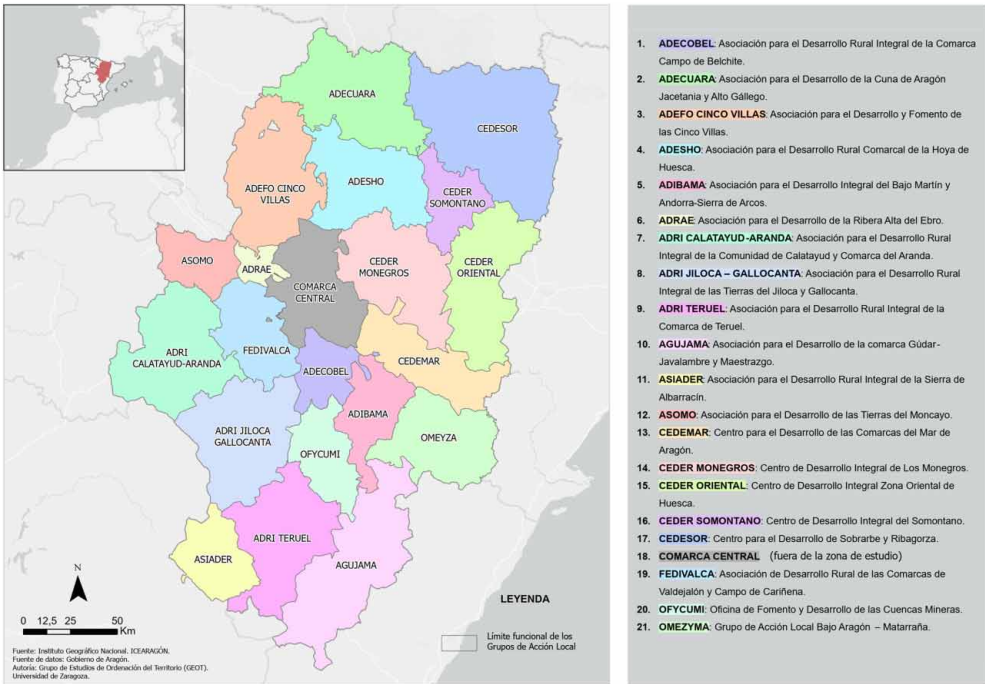 ADECUARA
CEDESOR
ADESHO
ADEFO CINCO
VILLAS
CEDER
SOMONTANO
ASOMO
ADRAE
CEDER
MONEGROS
CEDER
ORIENTAL
COMARCA
CENTRAL
ADRI
CALATAYUD-ARANDA
FEDIVALCA
ADECOBEL
CEDEMAR
ADIBAMA
ADRI JILOCA
GALLOCANTA
OFYCUMI
OMEYZA
ASIADER
ADRI TERUEL
AGUJAMA
N
0 12,5 25 50
Km
LEYENDA
Límite funcional de los
Grupos de Acción Local
Fuente: Instituto Geográfico Nacional. ICEARAGÓN.
Fuente de datos: Gobierno de Aragón.
Autoría: Grupo de Estudios de Ordenación del Territorio (GEOT).
Universidad de Zaragoza.
1. ADECOBEL: Asociación para el Desarrollo Rural Integral de la Comarca
Campo de Belchite.
2. ADECUARA: Asociación para el Desarrollo de la Cuna de Aragón
Jacetania y Alto Gállego.
3. ADEFO CINCO VILLAS: Asociación para el Desarrollo y Fomento de
las Cinco Villas.
4. ADESHO: Asociación para el Desarrollo Rural Comarcal de la Hoya de
Huesca.
5. ADIBAMA: Asociación para el Desarrollo Integral del Bajo Martín y
Andorra-Sierra de Arcos.
6. ADRAE: Asociación para el Desarrollo de la Ribera Alta del Ebro.
7. ADRI CALATAYUD-ARANDA: Asociación para el Desarrollo Rural
Integral de la Comunidad de Calatayud y Comarca del Aranda.
8. ADRI JILOCA – GALLOCANTA: Asociación para el Desarrollo Rural
Integral de las Tierras del Jiloca y Gallocanta.
9. ADRI TERUEL: Asociación para el Desarrollo Rural Integral de la
Comarca de Teruel.
10. AGUJAMA: Asociación para el Desarrollo de la comarca Gúdar-
Javalambre y Maestrazgo.
11. ASIADER: Asociación para el Desarrollo Rural Integral de la Sierra de
Albarracín.
12. ASOMO: Asociación para el Desarrollo de las Tierras del Moncayo.
13. CEDEMAR: Centro para el Desarrollo de las Comarcas del Mar de
Aragón.
14. CEDER MONEGROS: Centro de Desarrollo Integral de Los Monegros.
15. CEDER ORIENTAL: Centro de Desarrollo Integral Zona Oriental de
Huesca.
16. CEDER SOMONTANO: Centro de Desarrollo Integral del Somontano.
17. CEDESOR: Centro para el Desarrollo de Sobrarbe y Ribagorza.
18. COMARCA CENTRAL (fuera de la zona de estudio)
19. FEDIVALCA: Asociación de Desarrollo Rural de las Comarcas de
Valdejalón y Campo de Cariñena.
20. OFYCUMI: Oficina de Fomento y Desarrollo de las Cuencas Mineras.
21. OMEZYMA: Grupo de Acción Local Bajo Aragón – Matarraña.